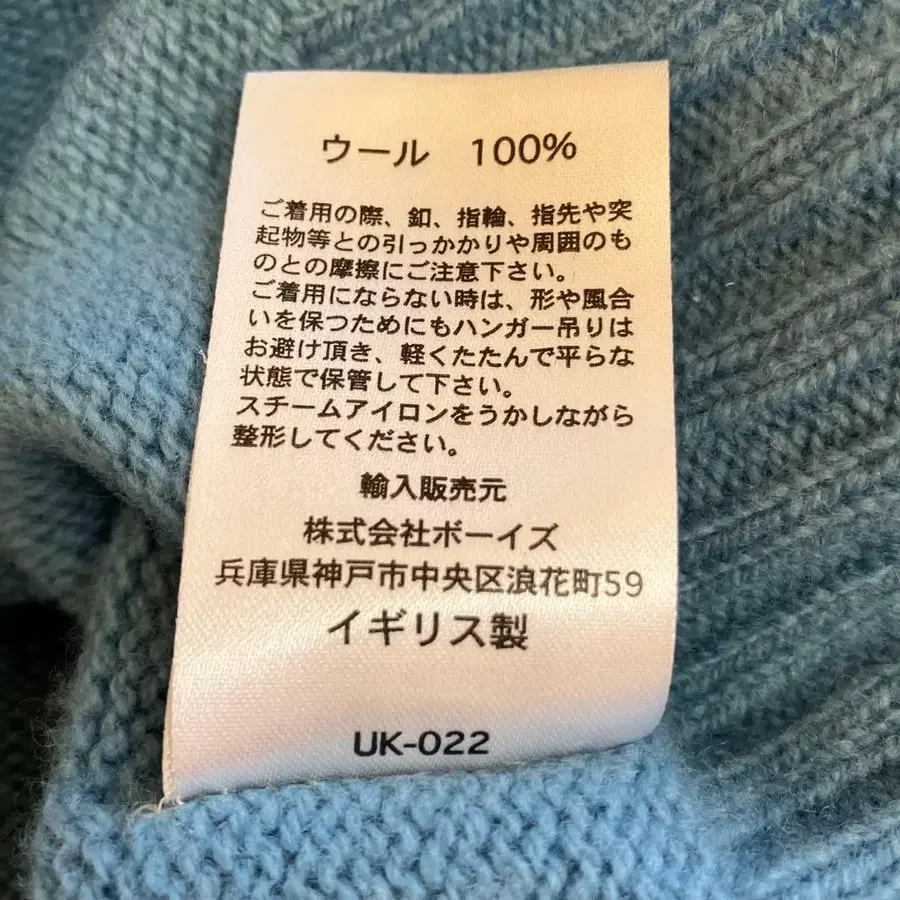 ウール 100%
ご着用の際、釦、指輪、指先や突
起物等との引っかかりや周囲のも
のとの摩擦にご注意下さい。
ご着用にならない時は、形や風合
いを保つためにもハンガー吊りは
お避け頂き、軽くたたんで平らな
状態で保管して下さい。
スチームアイロンをうかしながら
整形してください。
輸入販売元
株式会社ボーイズ
兵庫県神戸市中央区浪花町59
イギリス製
UK-022